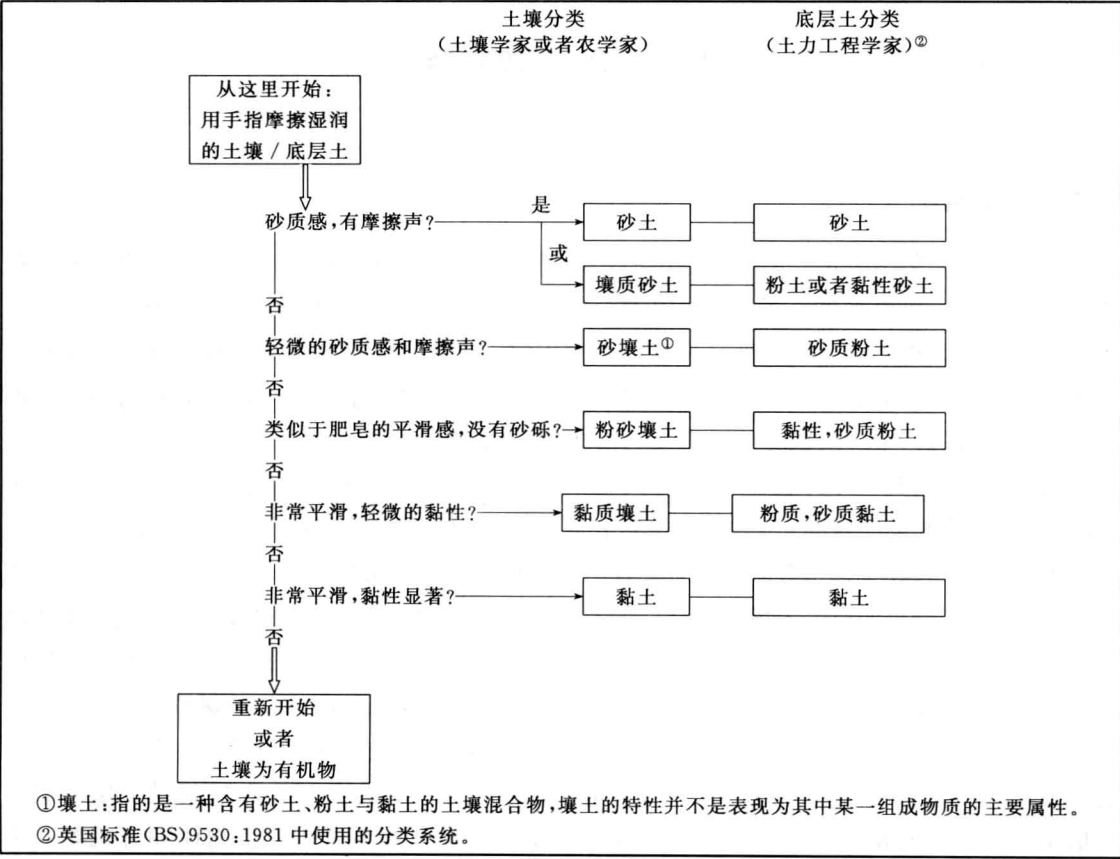 土壤分类
（土壤学家或者农学家）
底层土分类
（土力工程学家）②
从这里开始：
用手指摩擦湿润
的土壤／底层土
砂质感，有摩擦声？
是
砂土
砂土
或
壤质砂土
粉土或者黏性砂土
否
轻微的砂质感和摩擦声？
砂壤土①
砂质粉土
否
类似于肥皂的平滑感，没有砂砾？
粉砂壤土
黏性，砂质粉土
否
非常平滑，轻微的黏性？
黏质壤土
粉质，砂质黏土
否
非常平滑，黏性显著？
黏土
黏土
否
重新开始
或者
土壤为有机物
①壤土：指的是一种含有砂土、粉土与黏土的土壤混合物，壤土的特性并不是表现为其中某一组成物质的主要属性。
②英国标准(BS)9530：1981中使用的分类系统。